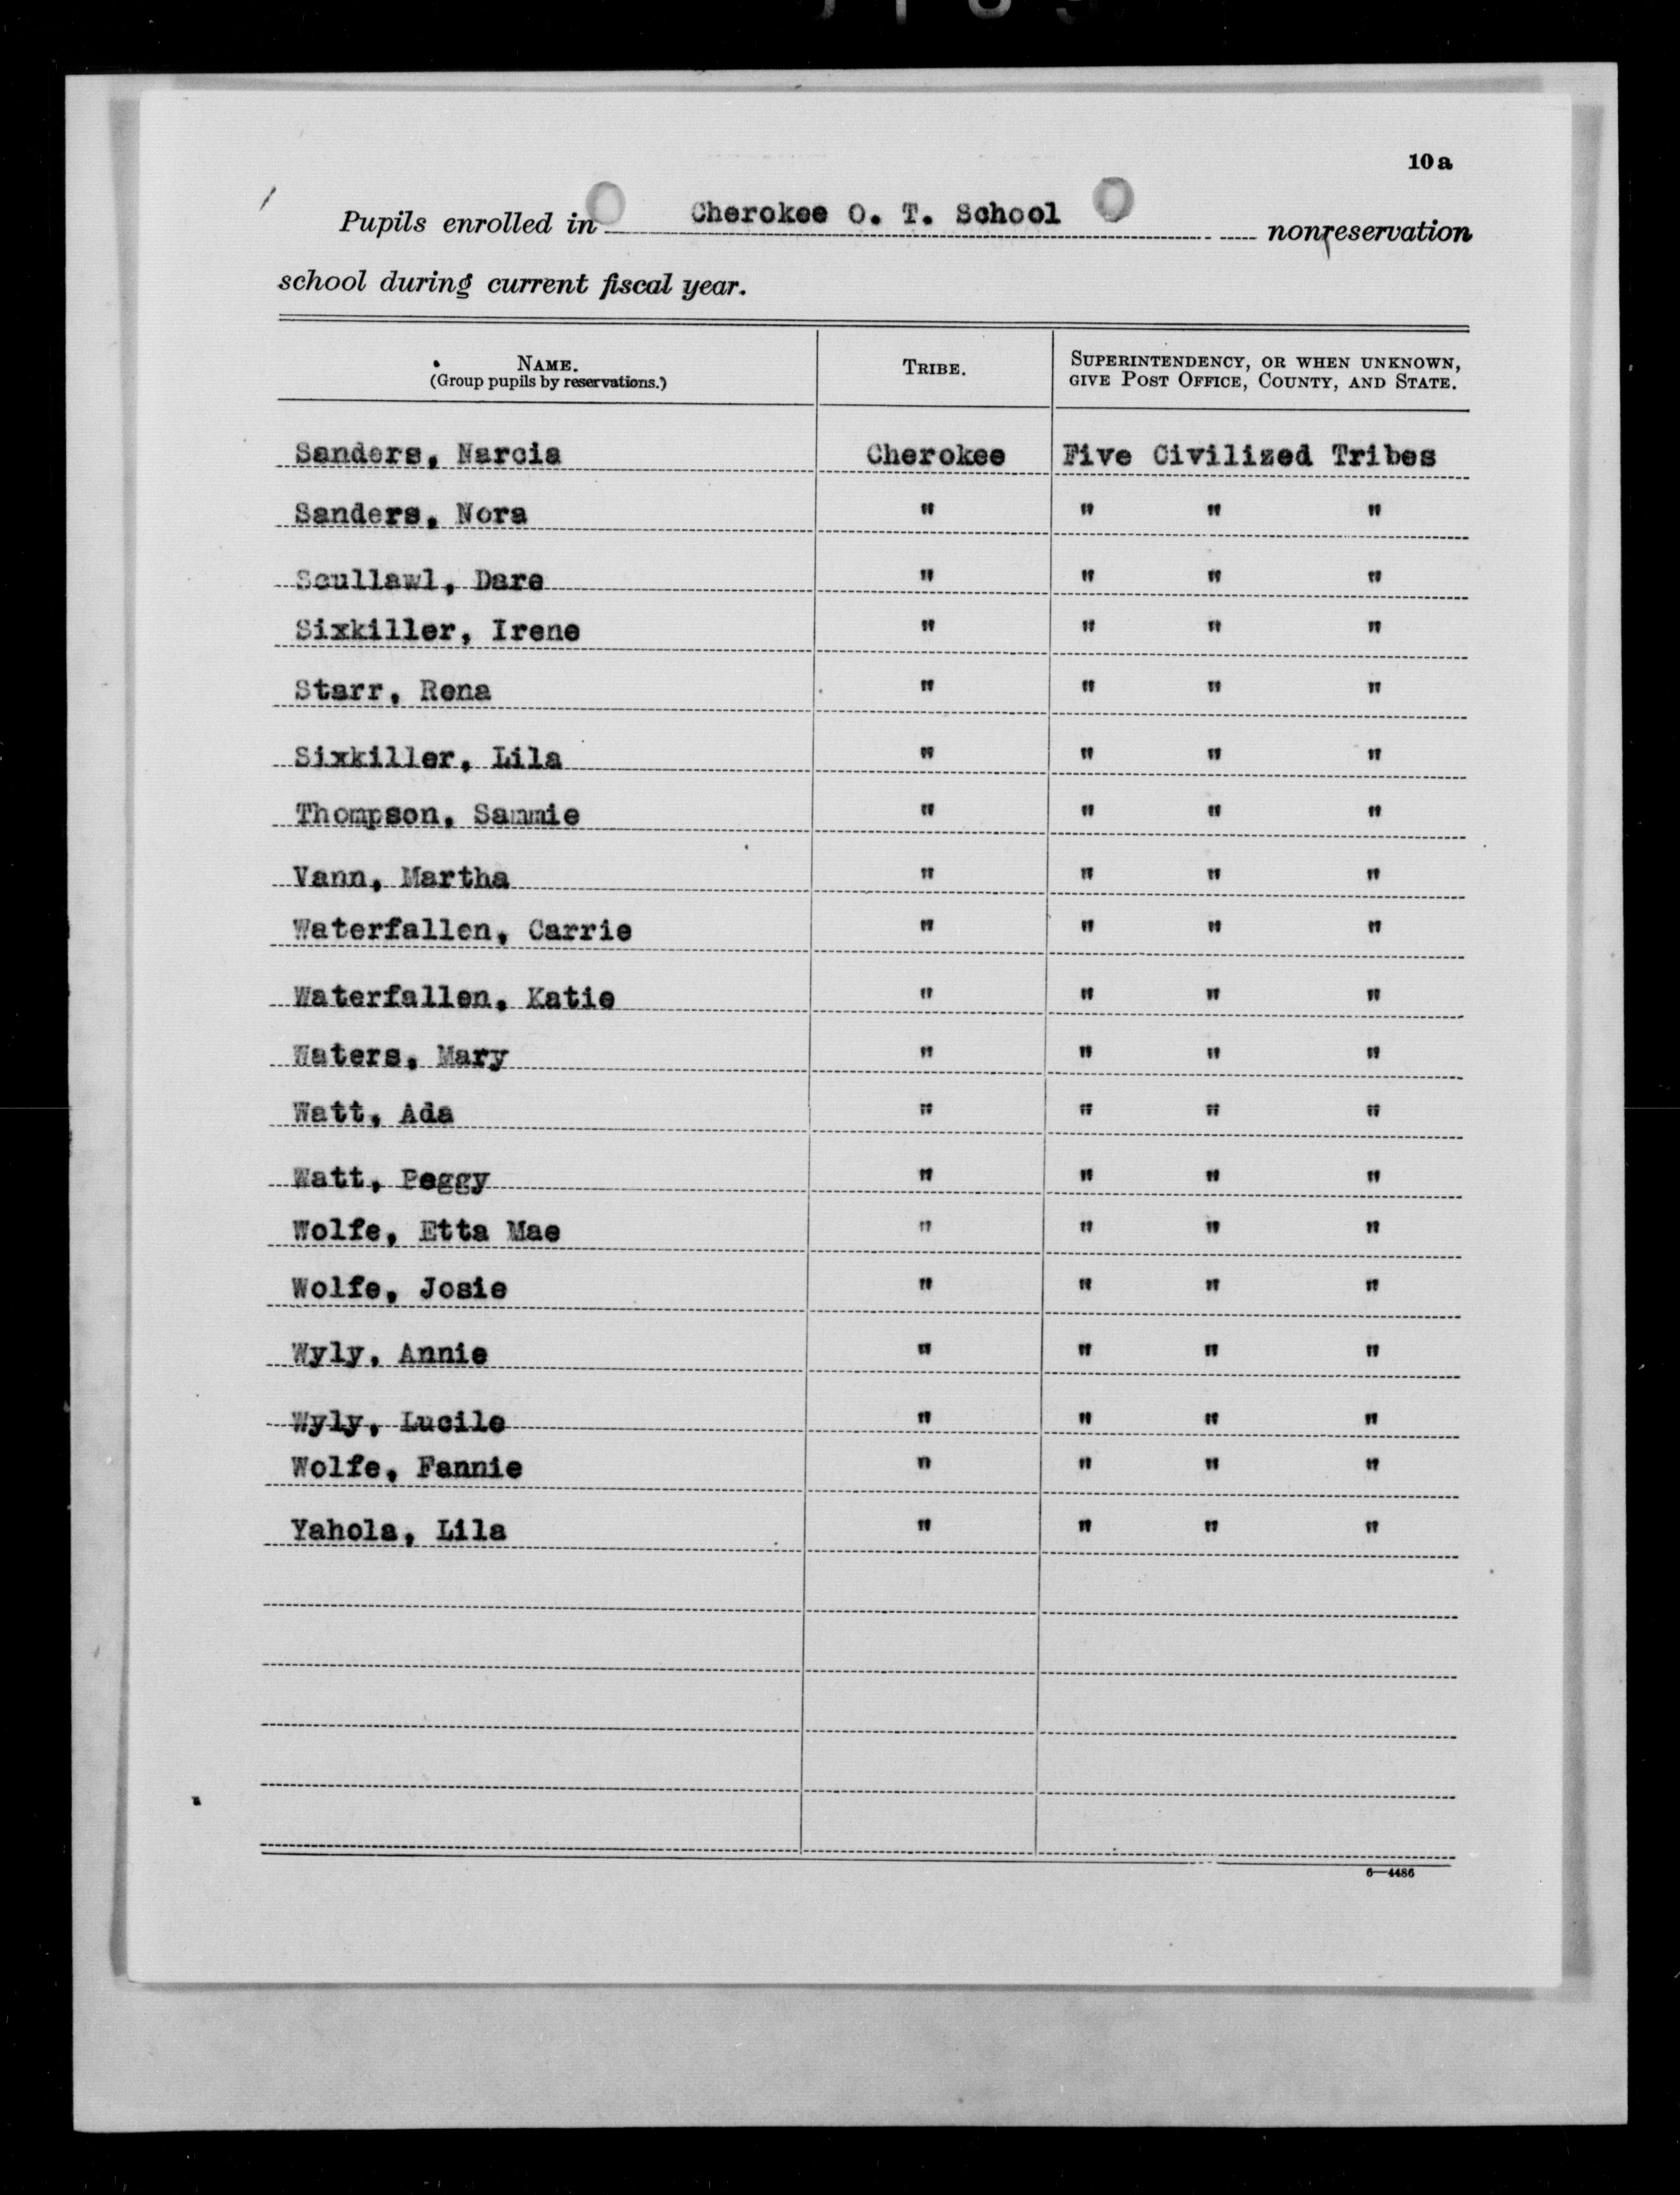 10a
Pupils enrolled in Cherokee O. T. School nonreservation
school during current fiscal year.
NAME. TRIBE. SUPERINTENDENCY, OR WHEN UNKNOWN,
(Group pupils by reservations.) GIVE POST OFFICE, COUNTY, AND STATE.
Sanders, Narcia Cherokee Five Civilized Tribes
Sanders, Nora " " " "
Scullawl, Dare " " " "
Sixkiller, Irene " " " "
Starr, Rena " " " "
Sixkiller, Lila " " " "
Thompson, Sammie " " " "
Vann, Martha " " " "
Waterfallen, Carrie " " " "
Waterfallen, Katie " " " "
Waters, Mary " " " "
Watt, Ada " " " "
Watt, Peggy " " " "
Wolfe, Etta Mae " " " "
Wolfe, Josie " " " "
Wyly, Annie " " " "
Wyly, Lucile " " " "
Wolfe, Fannie " " " "
Yahola, Lila " " " "
6—4486